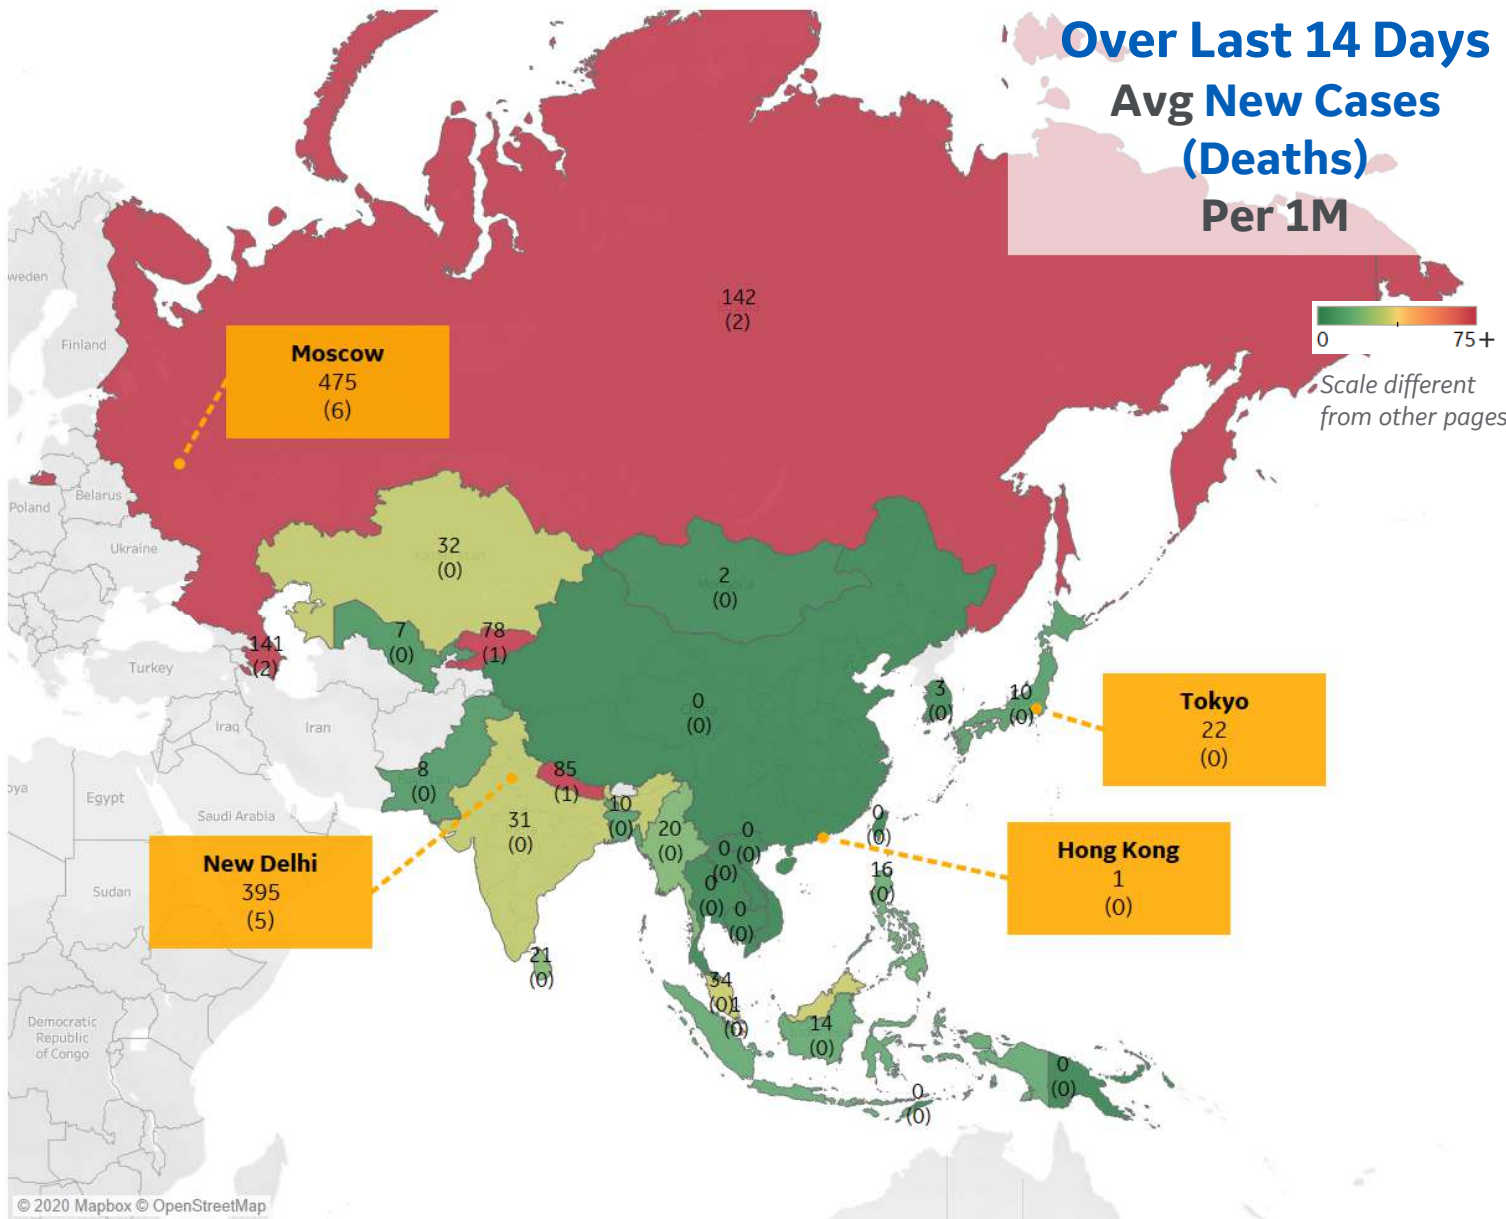 Over Last 14 Days
Avg New Cases
(Deaths)
Per 1M
0
75+
Scale different
from other pages
142
(2)
Moscow
475
(6)
weden
Finland
Belarus
Poland
Ukraine
Turkey
Iraq
Iran
oya
Egypt
Saudi Arabia
Sudan
Democratic
Republic
of Congo
32
(0)
2
(0)
7
(0)
78
(1)
141
(2)
0
(0)
3
(0)
10
(0)
Tokyo
22
(0)
8
(0)
85
(1)
10
(0)
31
(0)
20
(0)
0
(0)
0
(0)
0
(0)
0
(0)
0
(0)
16
(0)
New Delhi
395
(5)
Hong Kong
1
(0)
21
(0)
34
(0)
1
(0)
14
(0)
0
(0)
0
(0)
© 2020 Mapbox © OpenStreetMap